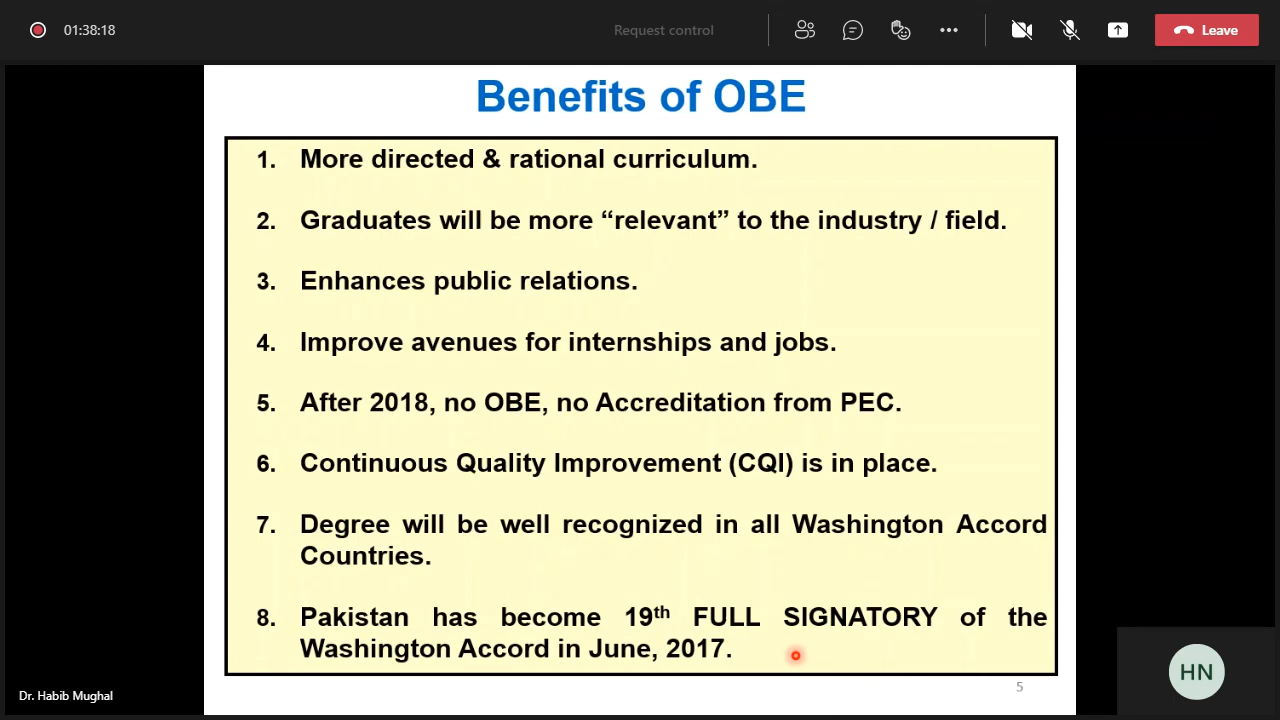 01:38:18
Request control
Leave
Benefits of OBE
1. More directed & rational curriculum.
2. Graduates will be more “relevant” to the industry / field.
3. Enhances public relations.
4. Improve avenues for internships and jobs.
5. After 2018, no OBE, no Accreditation from PEC.
6. Continuous Quality Improvement (CQI) is in place.
7. Degree will be well recognized in all Washington Accord
Countries.
8. Pakistan has become 19th FULL SIGNATORY of the
Washington Accord in June, 2017.
5
Dr. Habib Mughal
HN